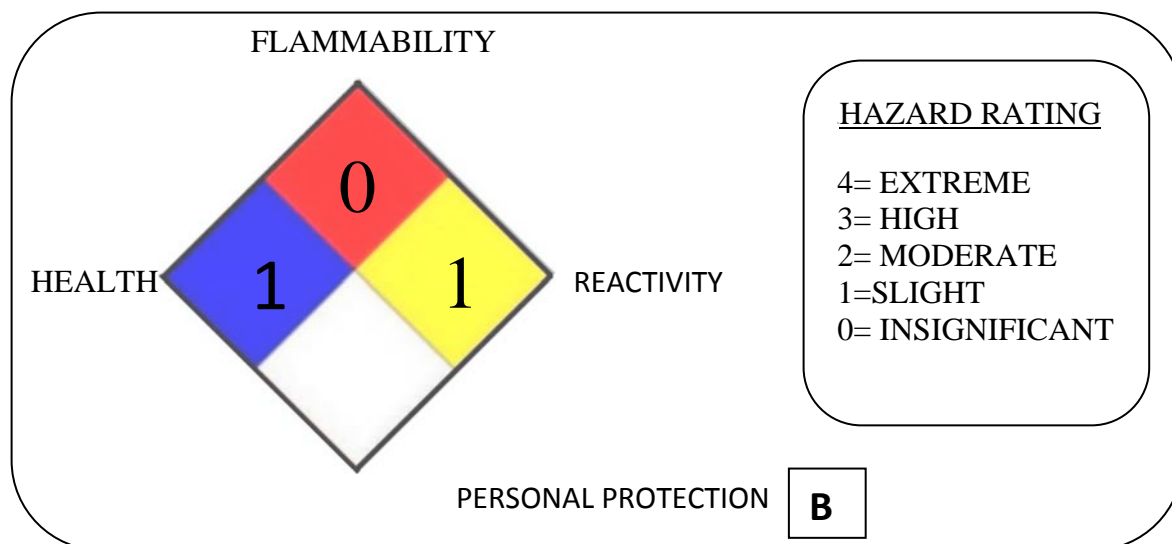 FLAMMABILITY
0
HEALTH
1
1
REACTIVITY
PERSONAL PROTECTION B
HAZARD RATING
4= EXTREME
3= HIGH
2= MODERATE
1=SLIGHT
0= INSIGNIFICANT